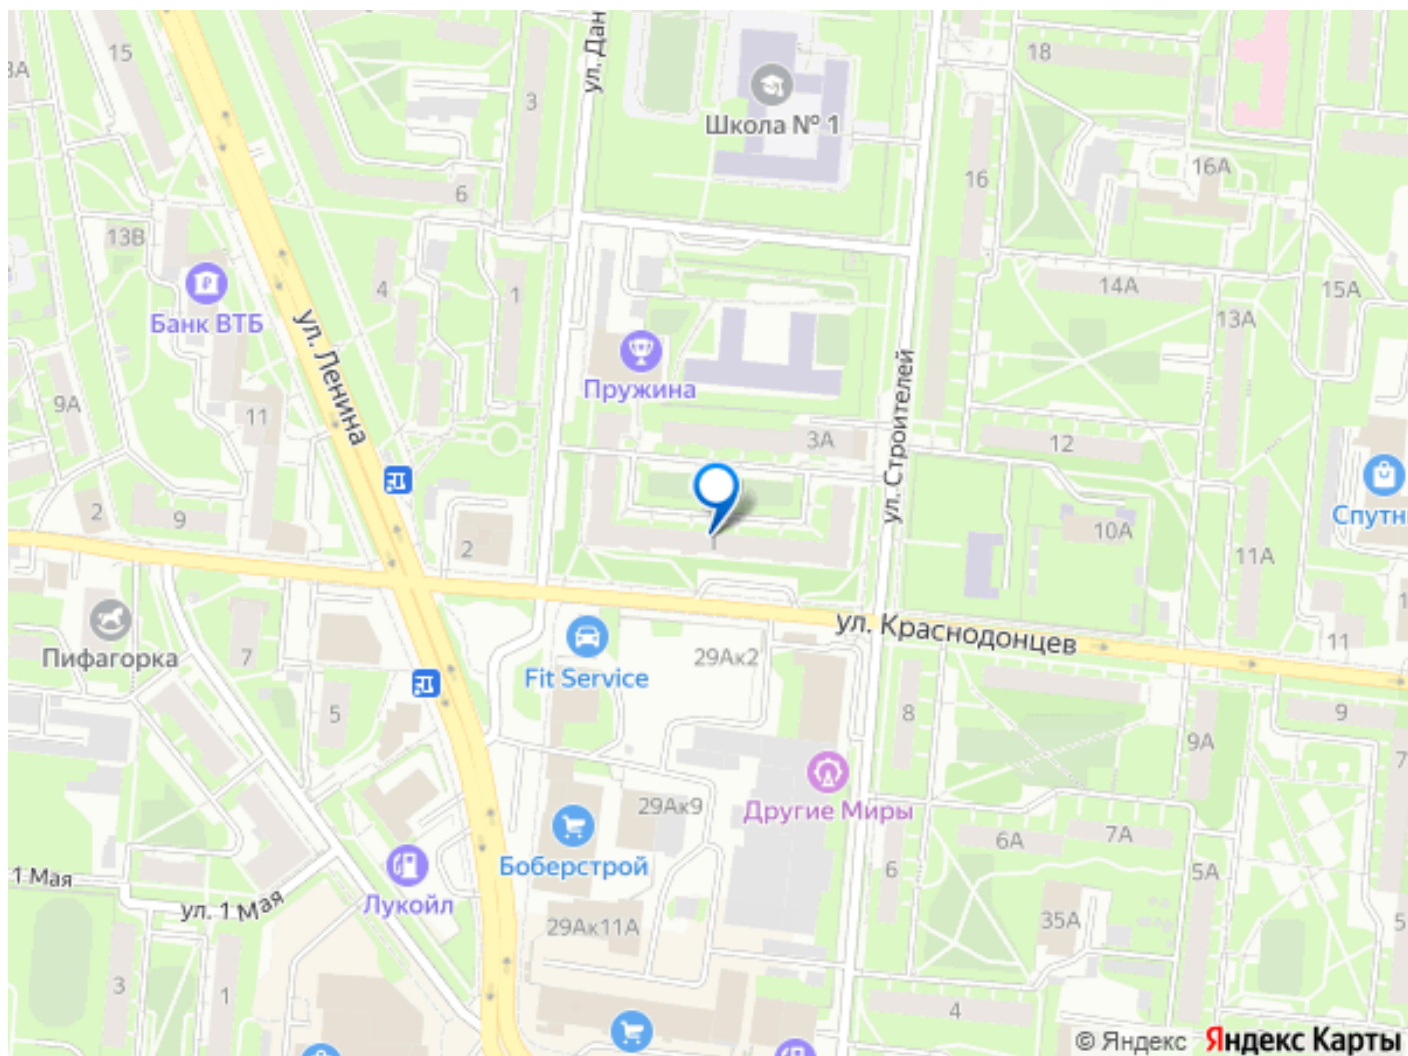 15
3А
ул. Дан
3
18
Школа № 1
16А
16
6
13В
4
1
14А
15А
Банк ВТБ
13А
ул. Ленина
Пружина
ул. Строителей
9А
11
3А
12
2
9
2
10А
Спутн
11А
ул. Краснодонцев
11
Пифагорка
7
29Ак2
Fit Service
5
8
9
9А
7
Другие Миры
29Ак9
6А
7А
Боберстрой
6
5А
1 Мая
Лукойл
ул. 1 Мая
29Ак11А
35А
5
3
1
4
© Яндекс Яндекс Карты